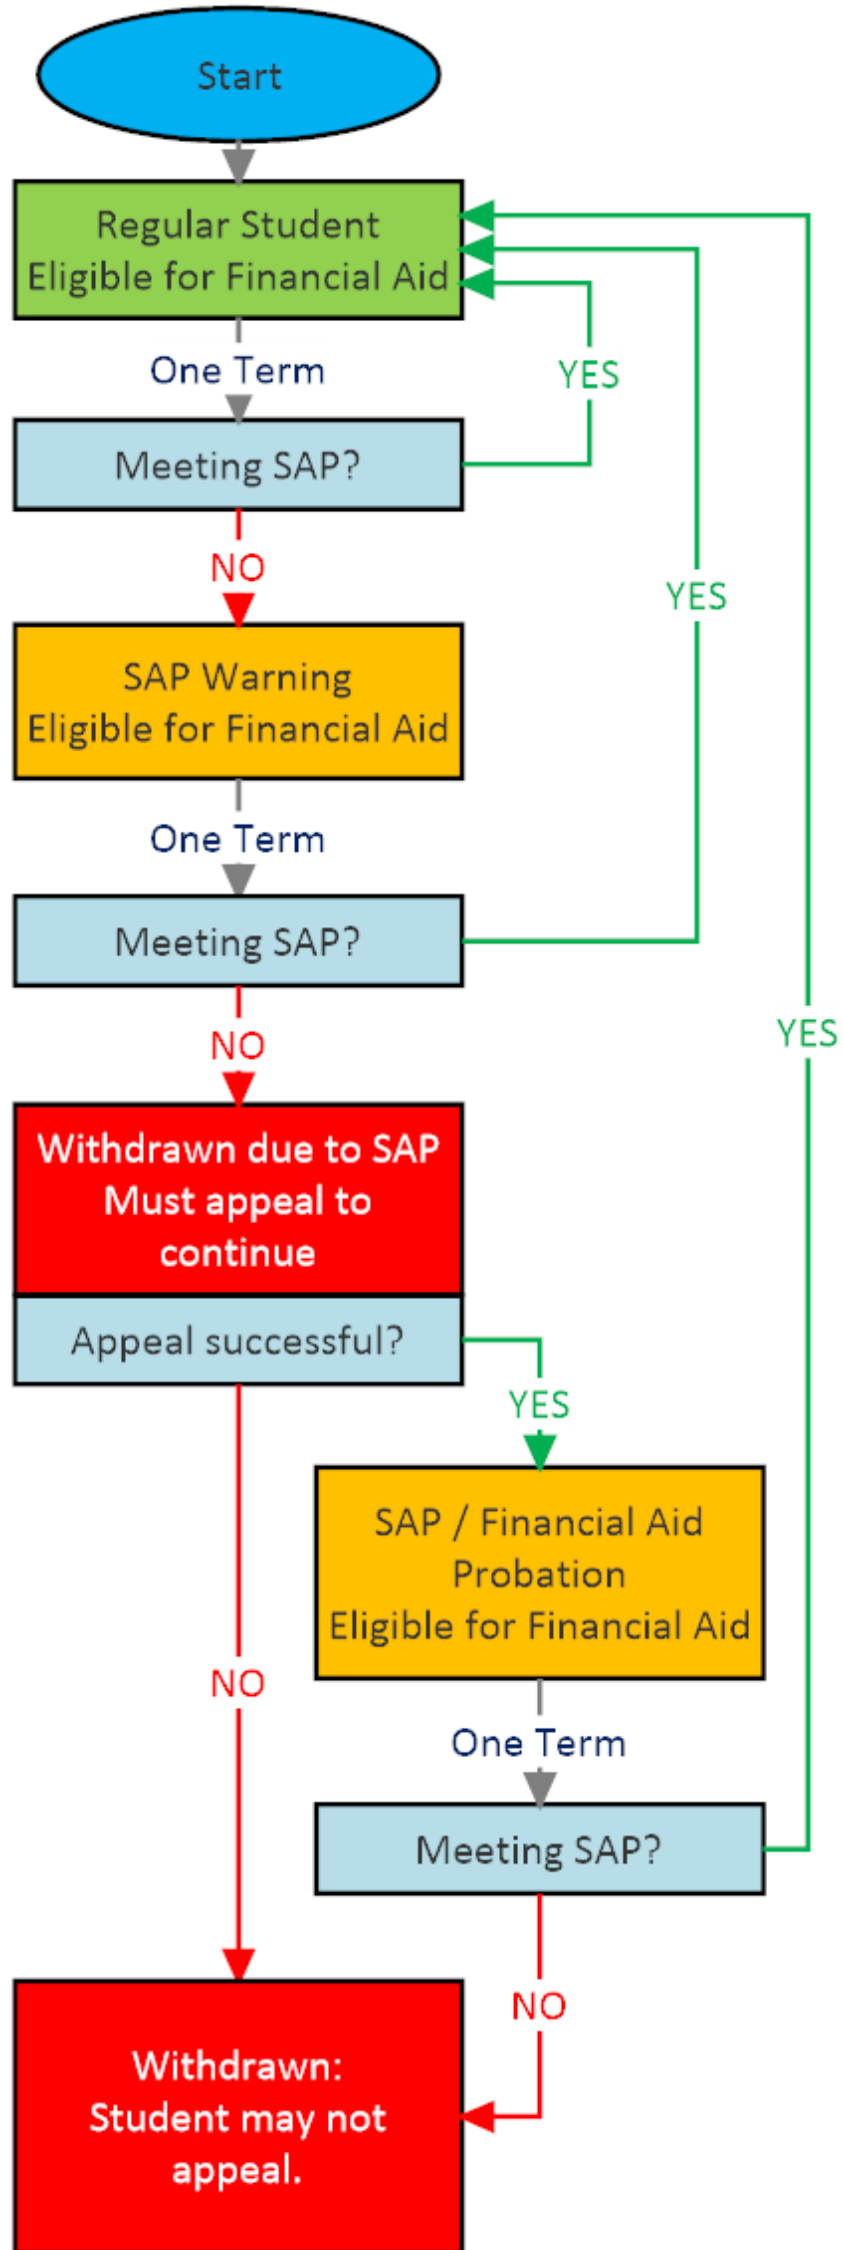 Start
Regular Student
Eligible for Financial Aid
One Term
YES
Meeting SAP?
NO
YES
SAP Warning
Eligible for Financial Aid
One Term
Meeting SAP?
NO
YES
Withdrawn due to SAP
Must appeal to
continue
Appeal successful?
YES
SAP / Financial Aid
Probation
Eligible for Financial Aid
NO
One Term
Meeting SAP?
NO
Withdrawn:
Student may not
appeal.